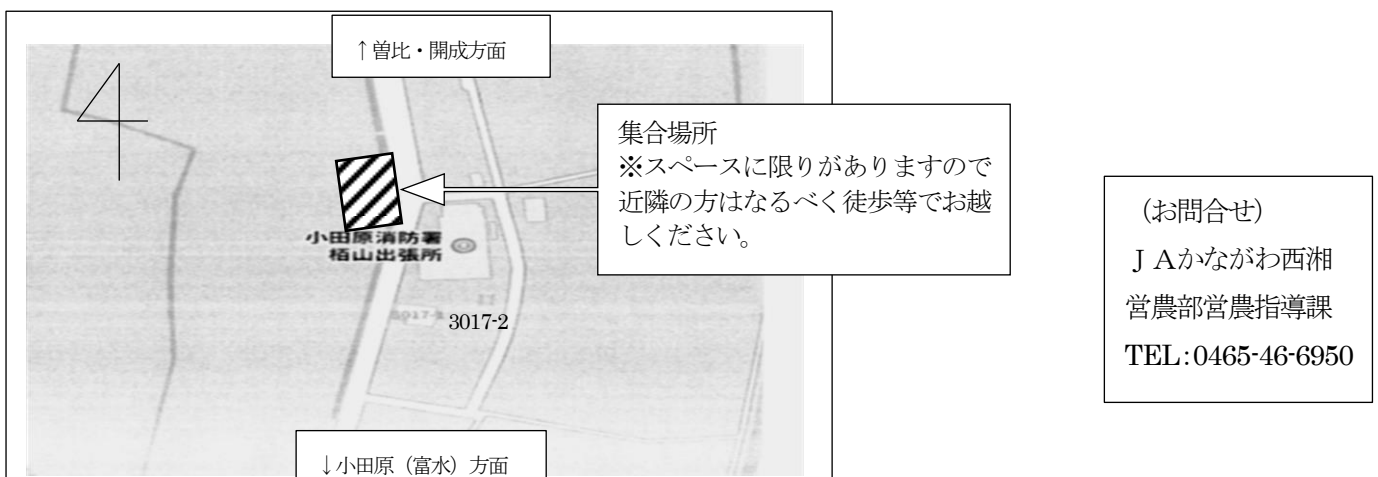 ↑曽比・開成方面
集合場所
※スペースに限りがありますので
近隣の方はなるべく徒歩等でお越
しください。
小田原消防署
栢山出張所
3017-2
3017-2
↓小田原（富水）方面
（お問合せ）
ＪＡかながわ西湘
営農部営農指導課
TEL:0465-46-6950